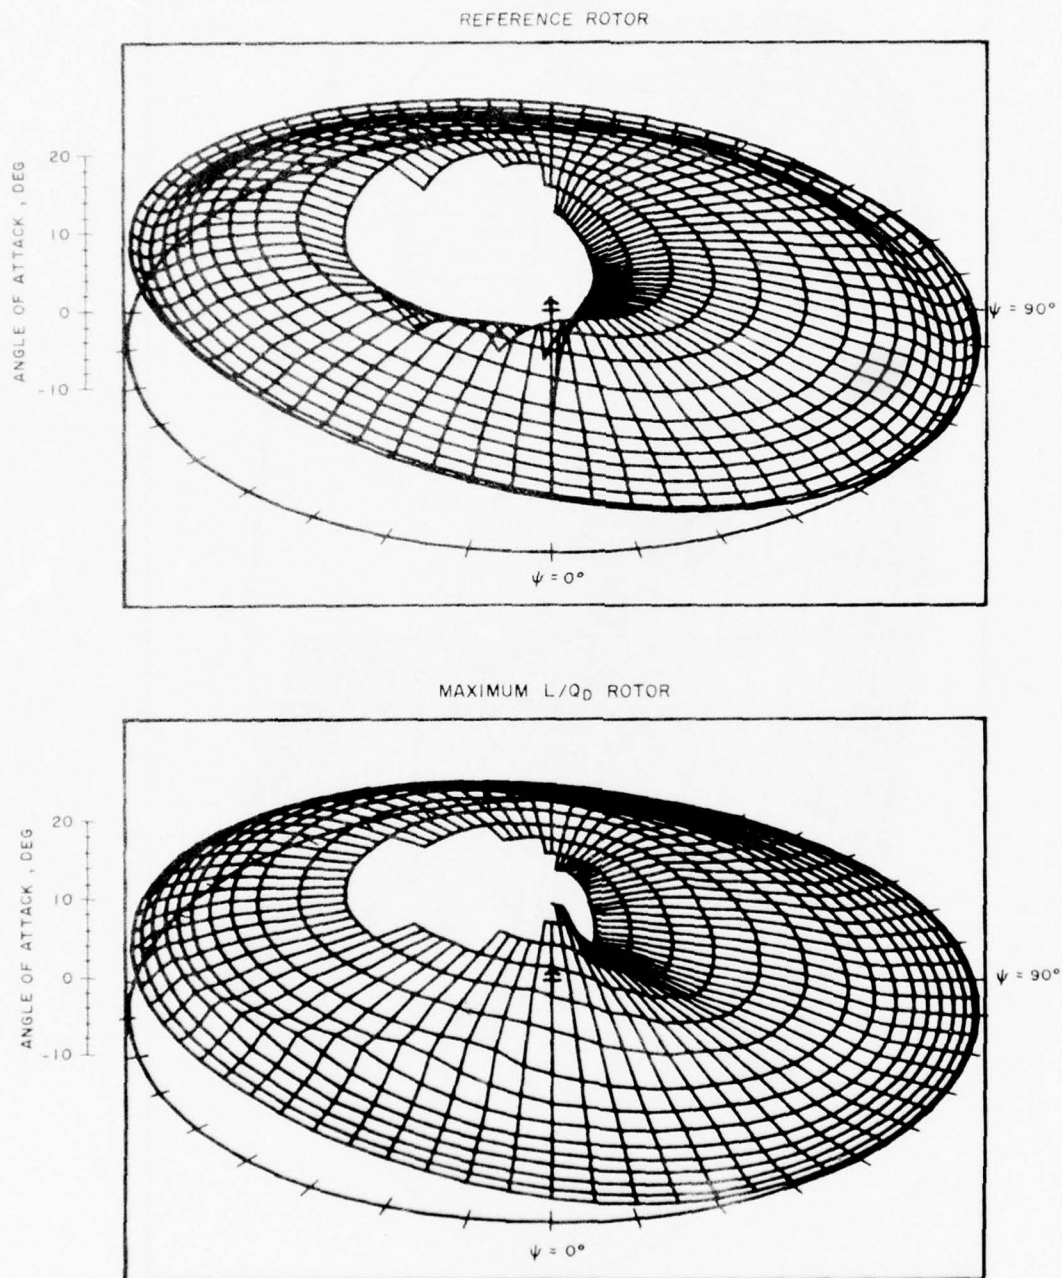 REFERENCE ROTOR
ANGLE OF ATTACK, DEG
20
10
0
-10
ψ = 90°
ψ = 0°
MAXIMUM L/Q_D ROTOR
ANGLE OF ATTACK, DEG
20
10
0
-10
ψ = 90°
ψ = 0°